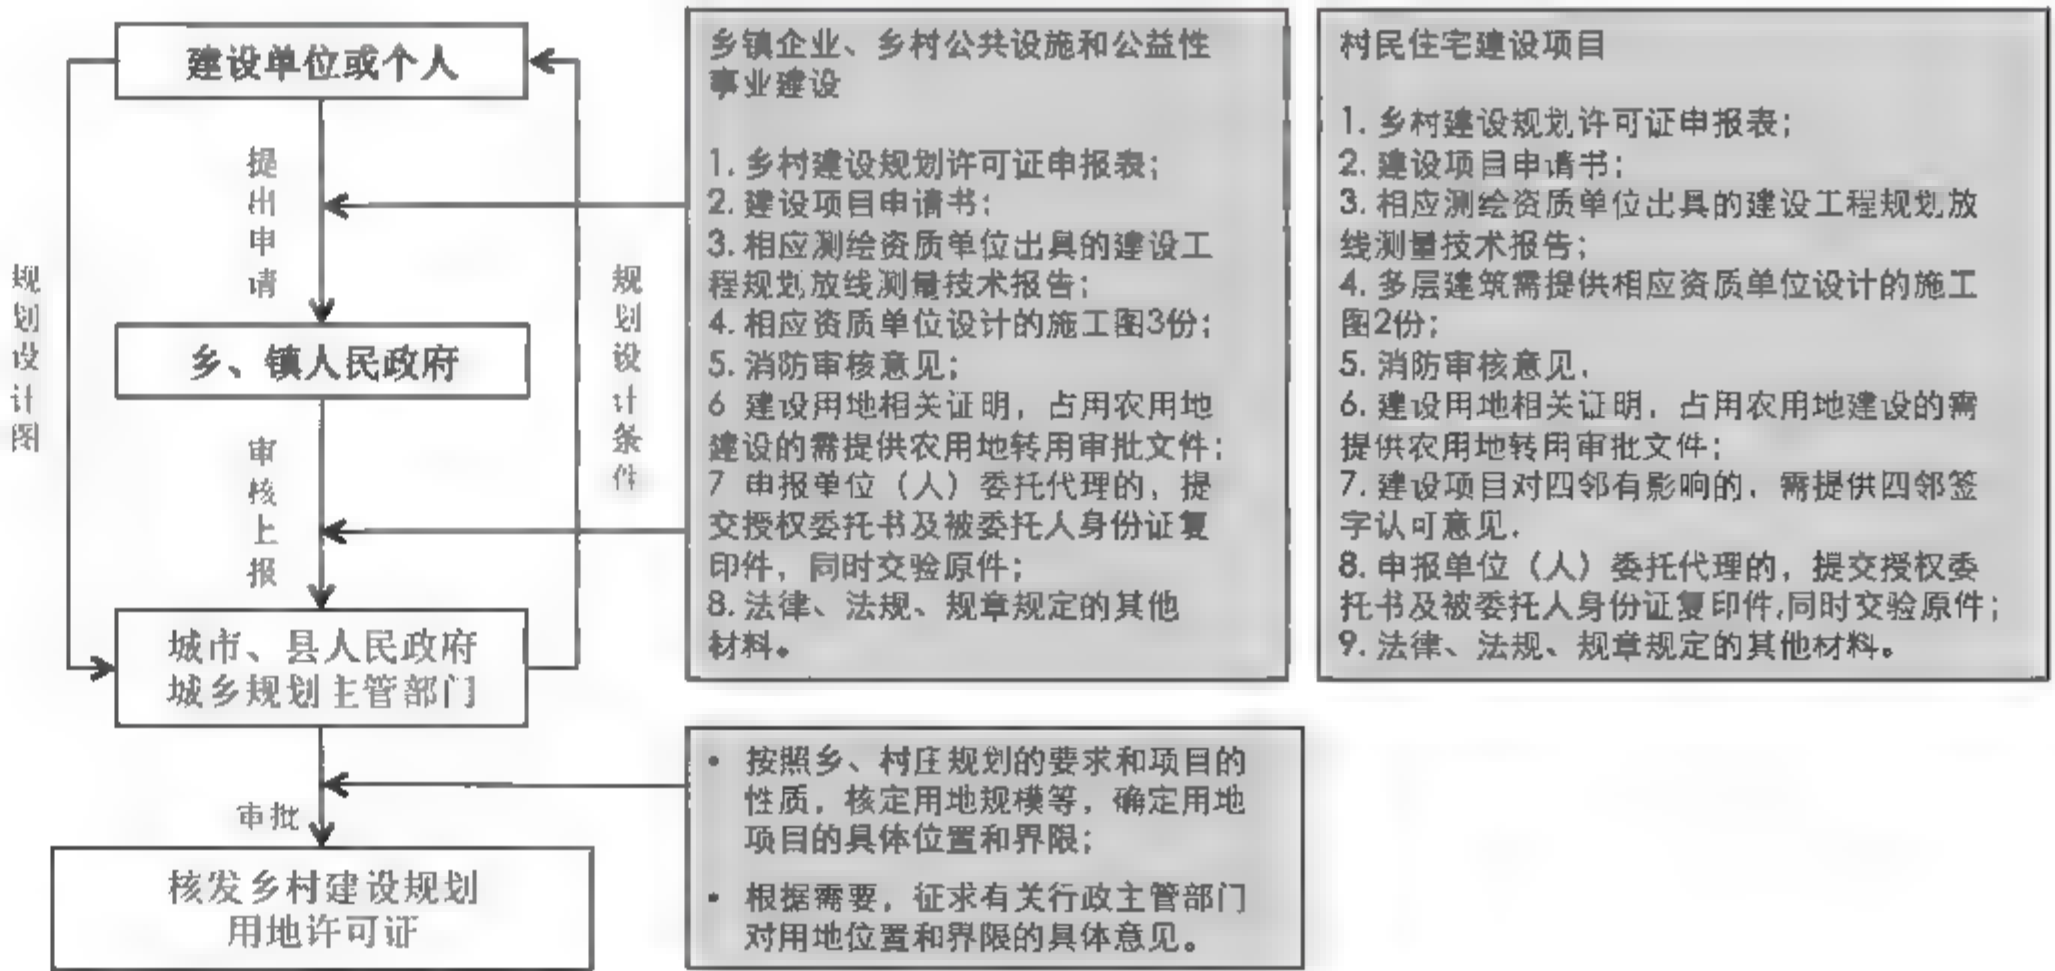 建设单位或个人
提出申请
乡、镇人民政府
审核上报
城市、县人民政府
城乡规划主管部门
审批
核发乡村建设规划
用地许可证
规划设计图
规划设计条件
乡镇企业、乡村公共设施和公益性
事业建设
1. 乡村建设规划许可证申报表；
2. 建设项目申请书；
3. 相应测绘资质单位出具的建设工
程规划放线测量技术报告；
4. 相应资质单位设计的施工图3份；
5. 消防审核意见；
6 建设用地相关证明，占用农用地
建设的需提供农用地转用审批文件；
7 申报单位（人）委托代理的，提
交授权委托书及被委托人身份证复
印件，同时交验原件；
8. 法律、法规、规章规定的其他
材料。
村民住宅建设项目
1. 乡村建设规划许可证申报表；
2. 建设项目申请书；
3. 相应测绘资质单位出具的建设工程规划放
线测量技术报告；
4. 多层建筑需提供相应资质单位设计的施工
图2份；
5. 消防审核意见.
6. 建设用地相关证明，占用农用地建设的需
提供农用地转用审批文件；
7. 建设项目对四邻有影响的，需提供四邻签
字认可意见.
8. 申报单位（人）委托代理的，提交授权委
托书及被委托人身份证复印件,同时交验原件；
9. 法律、法规、规章规定的其他材料。
• 按照乡、村庄规划的要求和项目的
性质，核定用地规模等，确定用地
项目的具体位置和界限；
• 根据需要，征求有关行政主管部门
对用地位置和界限的具体意见。